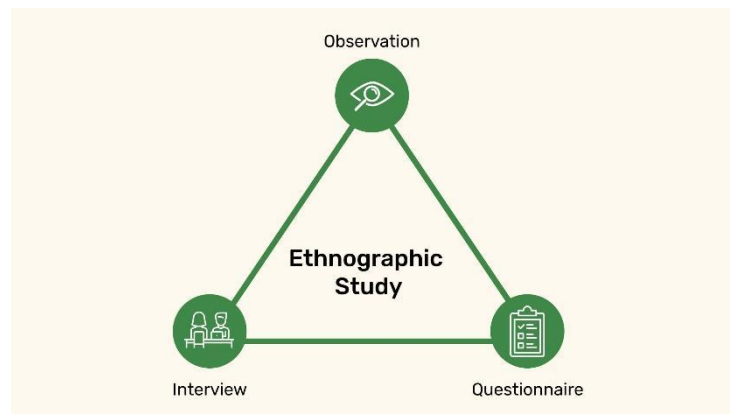 Observation
Ethnographic
Study
Interview
Questionnaire